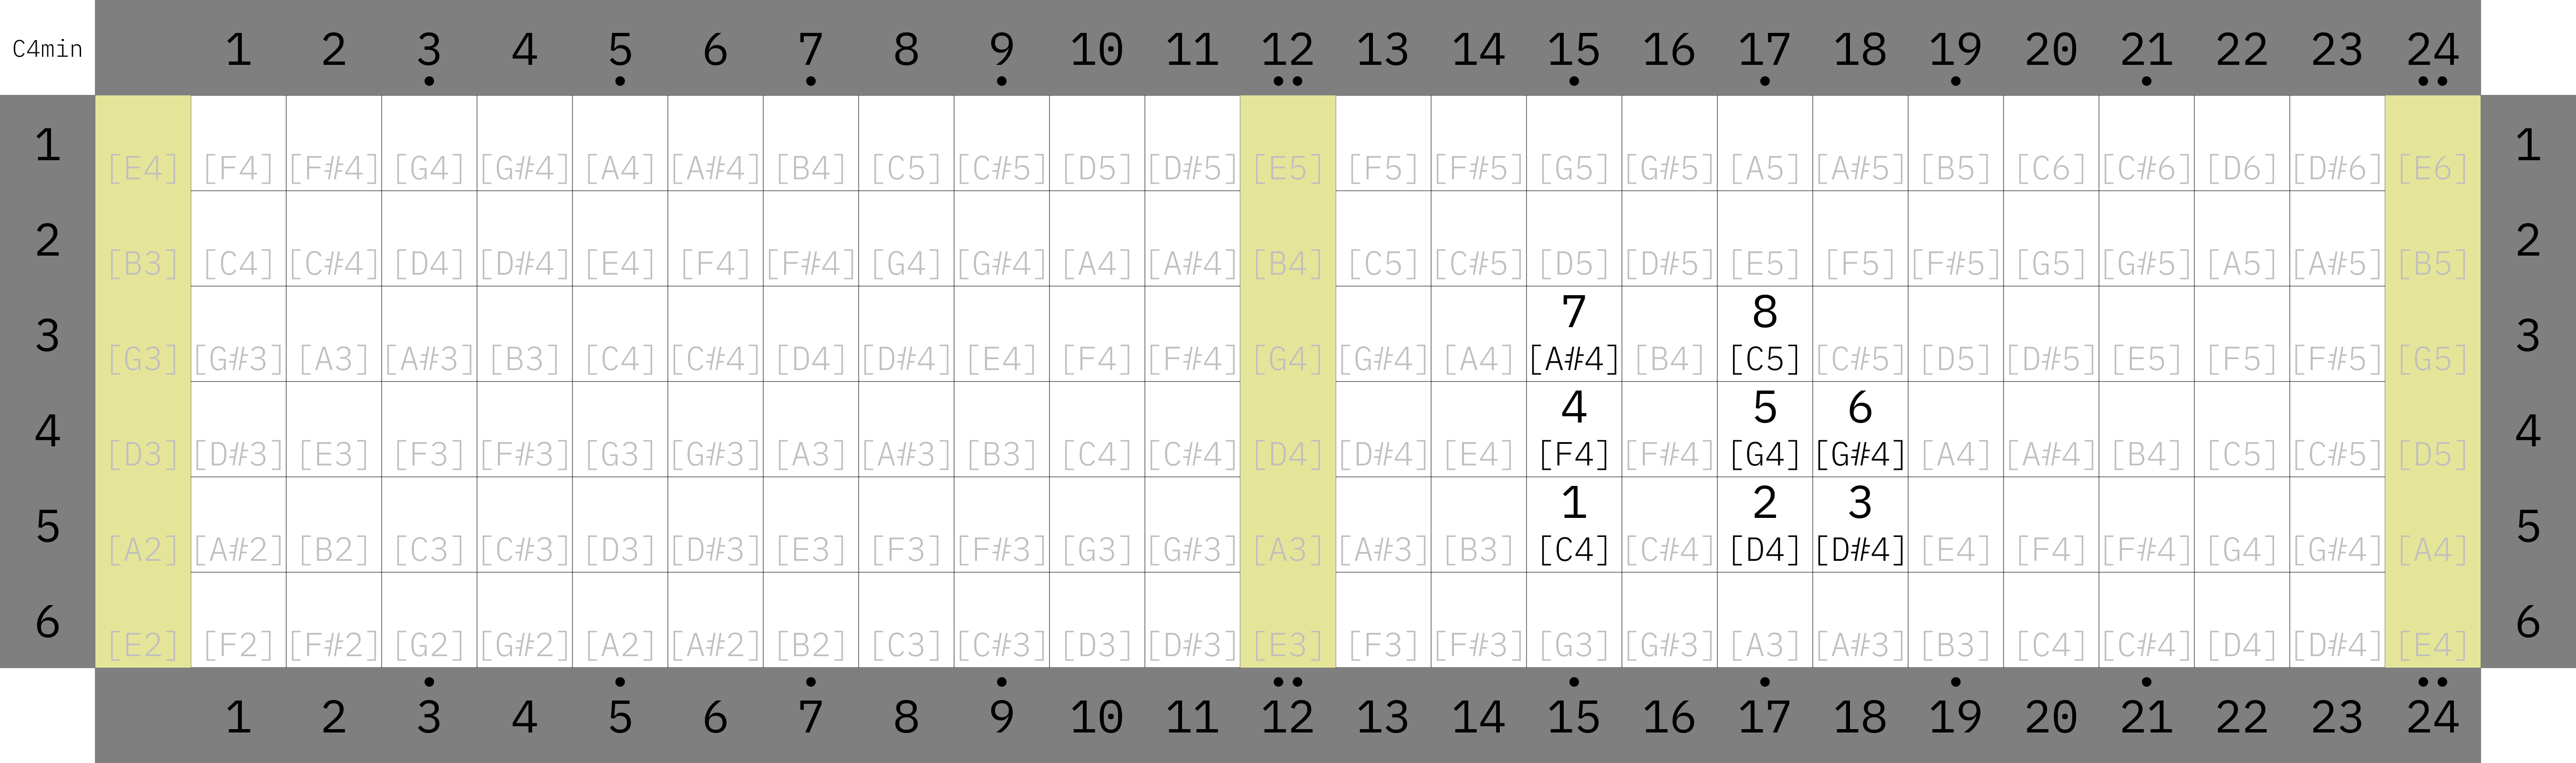 C4min 1 2 3 4 5 6 7 8 9 10 11 12 13 14 15 16 17 18 19 20 21 22 23 24
1 [E4] [F4] [F#4] [G4] [G#4] [A4] [A#4] [B4] [C5] [C#5] [D5] [D#5] [E5] [F5] [F#5] [G5] [G#5] [A5] [A#5] [B5] [C6] [C#6] [D6] [D#6] [E6] 1
2 [B3] [C4] [C#4] [D4] [D#4] [E4] [F4] [F#4] [G4] [G#4] [A4] [A#4] [B4] [C5] [C#5] [D5] [D#5] [E5] [F5] [F#5] [G5] [G#5] [A5] [A#5] [B5] 2
7 8
3 [G3] [G#3] [A3] [A#3] [B3] [C4] [C#4] [D4] [D#4] [E4] [F4] [F#4] [G4] [G#4] [A4] [A#4] [B4] [C5] [C#5] [D5] [D#5] [E5] [F5] [F#5] [G5] 3
4 5 6
4 [D3] [D#3] [E3] [F3] [F#3] [G3] [G#3] [A3] [A#3] [B3] [C4] [C#4] [D4] [D#4] [E4] [F4] [F#4] [G4] [G#4] [A4] [A#4] [B4] [C5] [C#5] [D5] 4
1 2 3
5 [A2] [A#2] [B2] [C3] [C#3] [D3] [D#3] [E3] [F3] [F#3] [G3] [G#3] [A3] [A#3] [B3] [C4] [C#4] [D4] [D#4] [E4] [F4] [F#4] [G4] [G#4] [A4] 5
6 [E2] [F2] [F#2] [G2] [G#2] [A2] [A#2] [B2] [C3] [C#3] [D3] [D#3] [E3] [F3] [F#3] [G3] [G#3] [A3] [A#3] [B3] [C4] [C#4] [D4] [D#4] [E4] 6
1 2 3 4 5 6 7 8 9 10 11 12 13 14 15 16 17 18 19 20 21 22 23 24